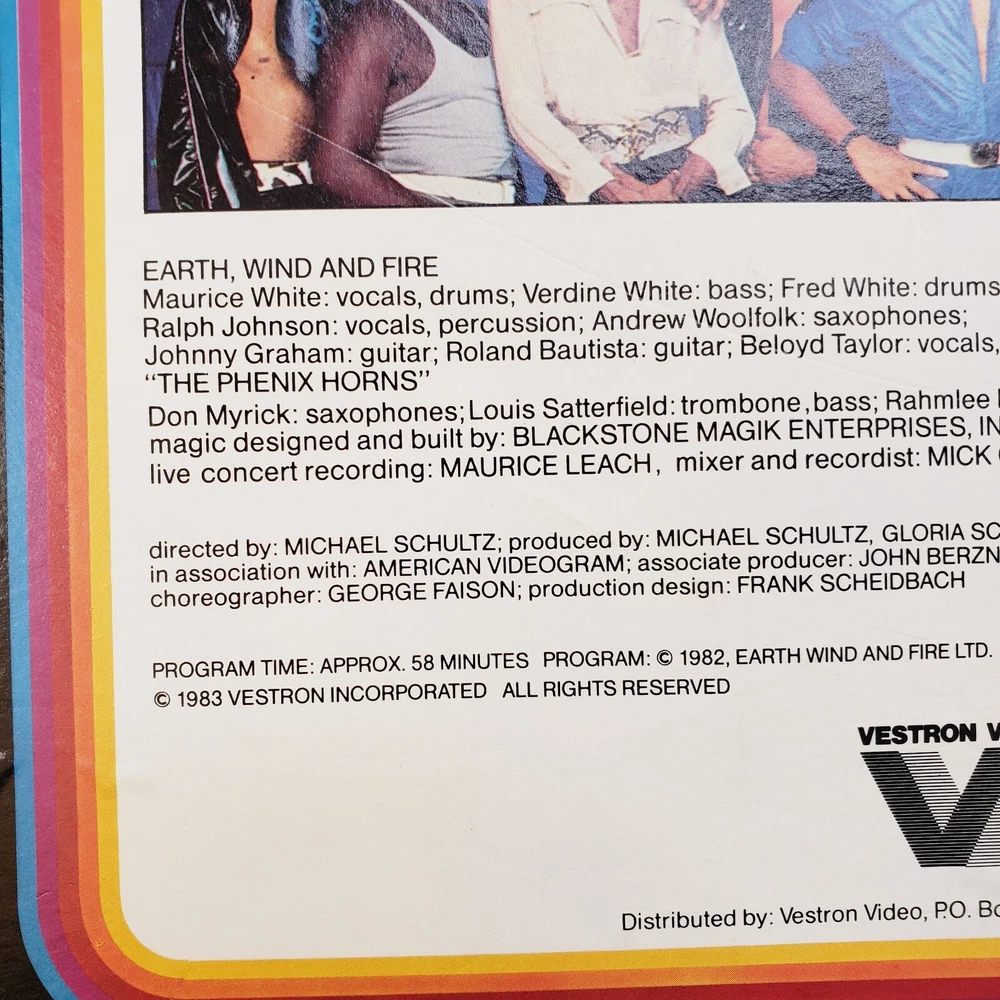 EARTH, WIND AND FIRE
Maurice White: vocals, drums; Verdine White: bass; Fred White: drums
Ralph Johnson: vocals, percussion; Andrew Woolfolk: saxophones;
Johnny Graham: guitar; Roland Bautista: guitar; Beloyd Taylor: vocals,
“THE PHENIX HORNS”
Don Myrick: saxophones; Louis Satterfield: trombone, bass; Rahmlee
magic designed and built by: BLACKSTONE MAGIK ENTERPRISES, IN
live concert recording: MAURICE LEACH, mixer and recordist: MICK
directed by: MICHAEL SCHULTZ; produced by: MICHAEL SCHULTZ, GLORIA SC
in association with: AMERICAN VIDEOGRAM; associate producer: JOHN BERZN
choreographer: GEORGE FAISON; production design: FRANK SCHEIDBACH
PROGRAM TIME: APPROX. 58 MINUTES PROGRAM: © 1982, EARTH WIND AND FIRE LTD.
© 1983 VESTRON INCORPORATED ALL RIGHTS RESERVED
VESTRON V
V
Distributed by: Vestron Video, P.O. Bo